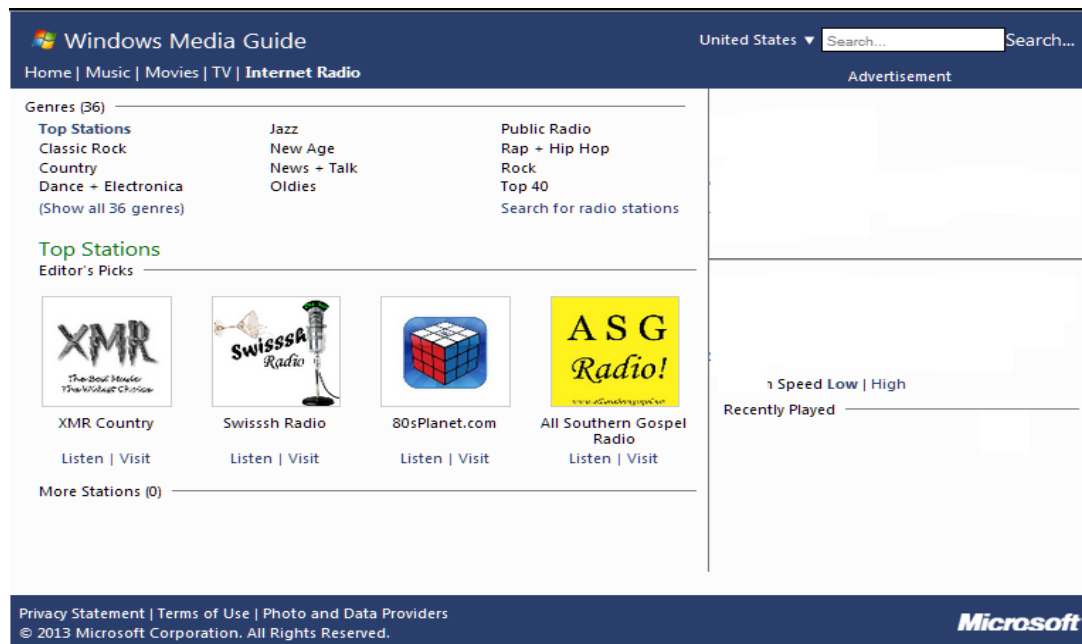 Windows Media Guide
United States ▼ Search... Search...
Home | Music | Movies | TV | Internet Radio
Advertisement
Genres (36)
Top Stations Jazz Public Radio
Classic Rock New Age Rap + Hip Hop
Country News + Talk Rock
Dance + Electronica Oldies Top 40
(Show all 36 genres) Search for radio stations
Top Stations
Editor's Picks
XMR
The Best Music
The Widest Choice
Swisssh
Radio
A S G
Radio!
XMR Country Swisssh Radio 80sPlanet.com All Southern Gospel
Radio
Listen | Visit Listen | Visit Listen | Visit Listen | Visit
More Stations (0)
Speed Low | High
Recently Played
Privacy Statement | Terms of Use | Photo and Data Providers
© 2013 Microsoft Corporation. All Rights Reserved.
Microsoft